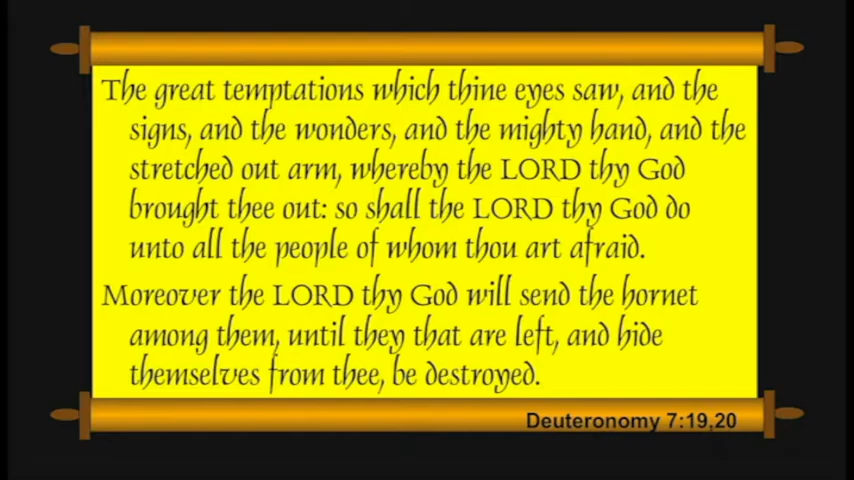 The great temptations which thine eyes saw, and the
signs, and the wonders, and the mighty hand, and the
stretched out arm, whereby the LORD thy God
brought thee out: so shall the LORD thy God do
unto all the people of whom thou art afraid.
Moreover the LORD thy God will send the hornet
among them, until they that are left, and hide
themselves from thee, be destroyed.
Deuteronomy 7:19,20